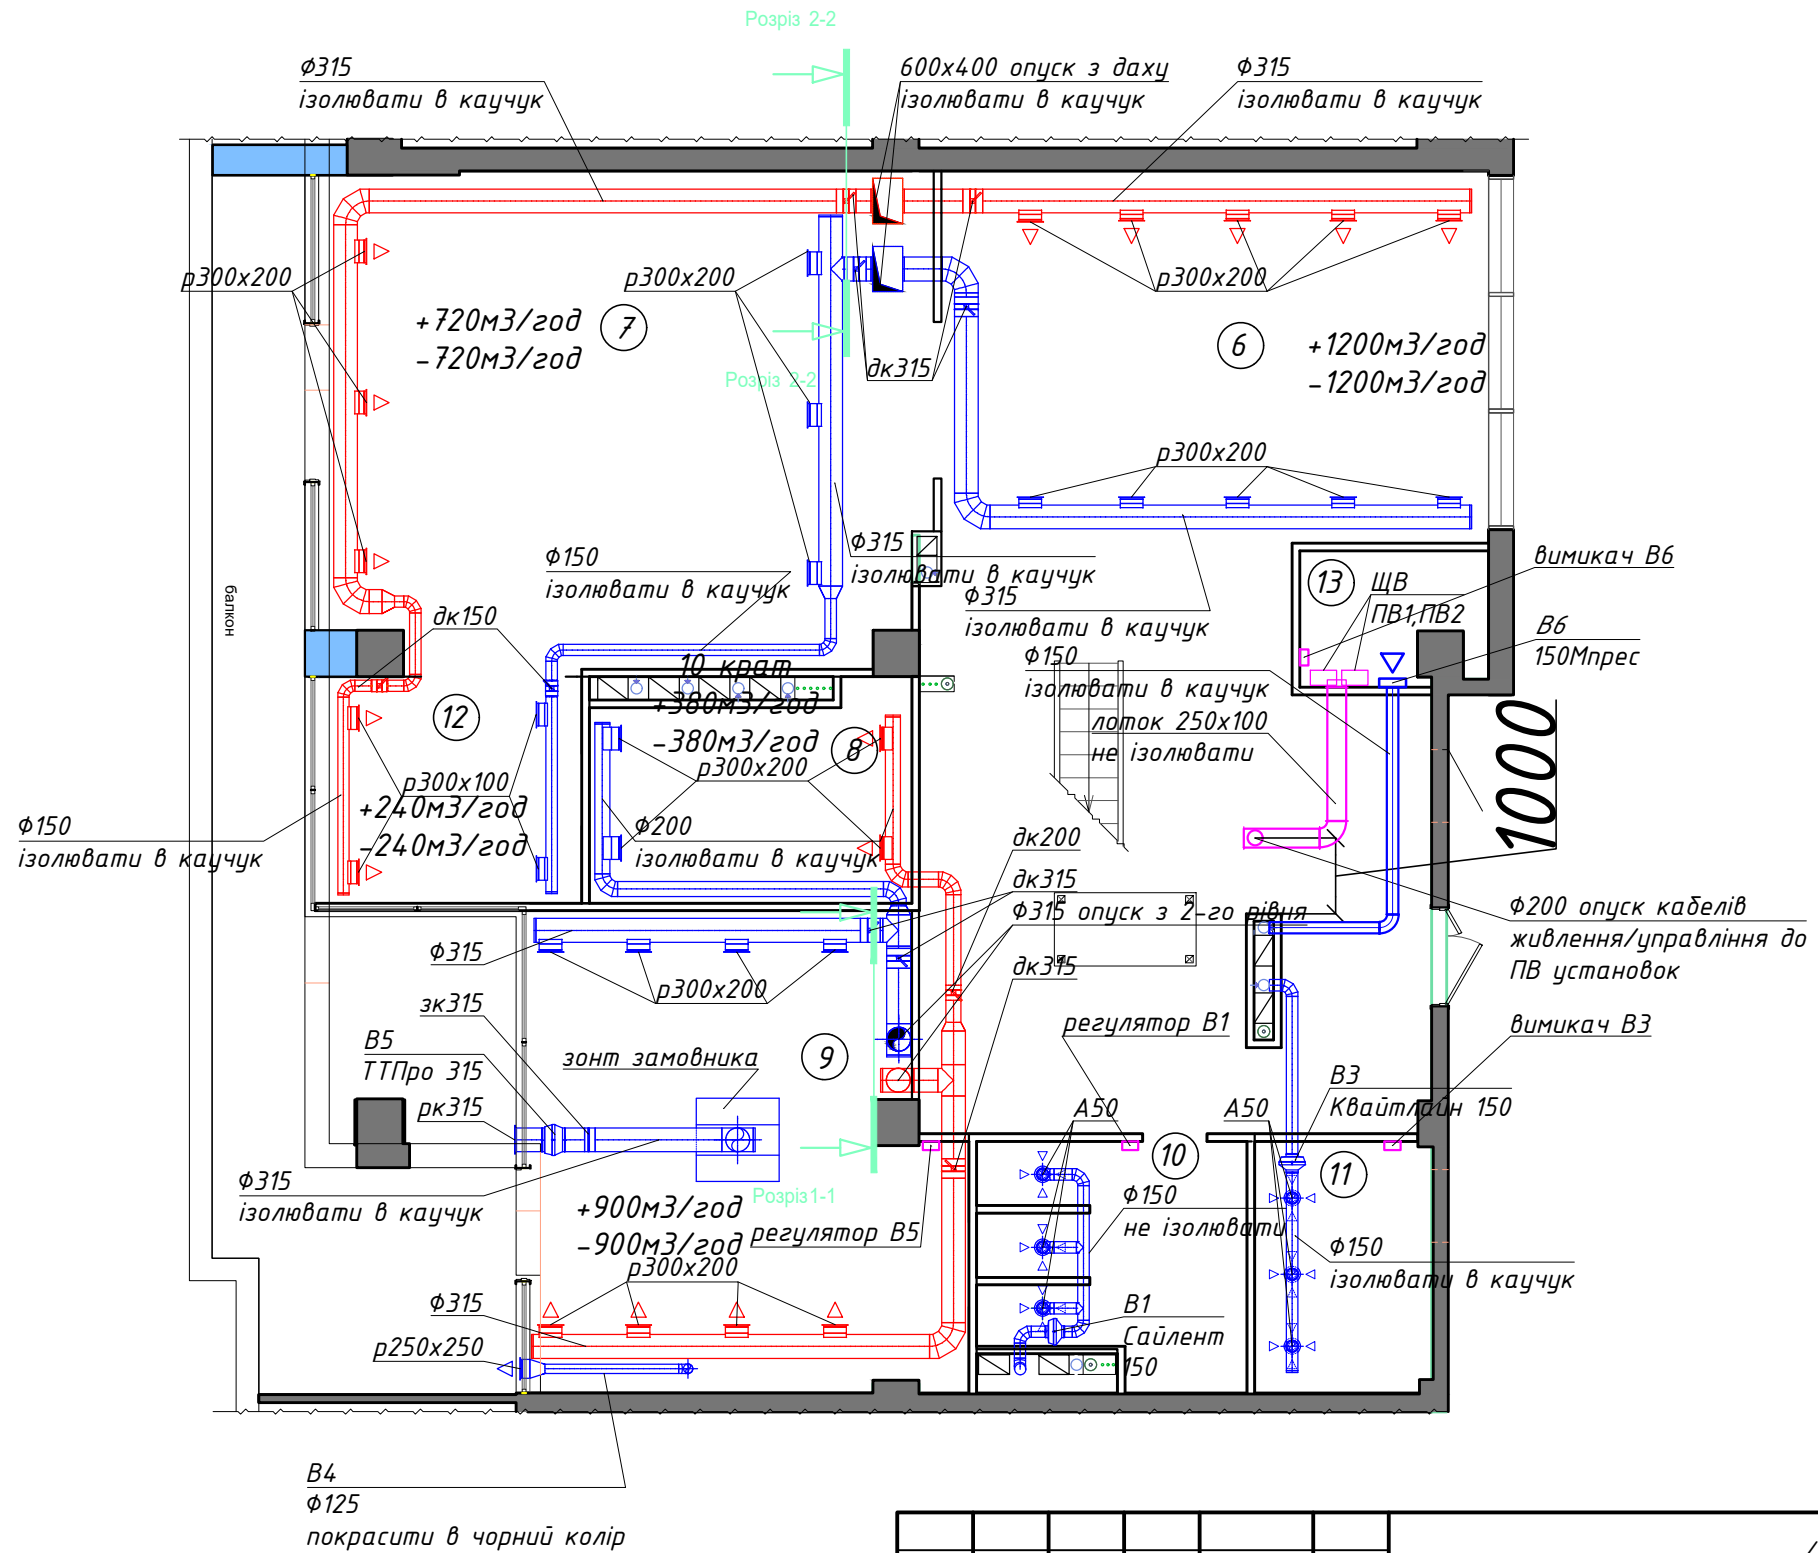 Розріз 2-2
Ф315
ізолювати в каучук
600х400 опуск з даху
ізолювати в каучук
Ф315
ізолювати в каучук
р300х200
р300х200
р300х200
+720м3/год
-720м3/год
7
6
+1200м3/год
-1200м3/год
дк315
Розріз 2-2
р300х200
Ф150
ізолювати в каучук
Ф315
ізолювати в каучук
Ф315
ізолювати в каучук
вимикач В6
13
ЩВ
ПВ1,ПВ2
В6
150Мпрес
балкон
дк150
10 крат
+380м3/год
-380м3/год
8
р300х200
Ф150
ізолювати в каучук
лоток 250х100
не ізолювати
1000
12
р300х100
+240м3/год
-240м3/год
Ф150
ізолювати в каучук
Ф200
ізолювати в каучук
дк200
дк315
Ф315 опуск з 2-го рівня
дк315
Ф200 опуск кабелів
живлення/управління до
ПВ установок
Ф315
р300х200
зк315
В5
ТТПро 315
рк315
зонт замовника
9
регулятор В1
вимикач В3
В3
Квайтлайн 150
А50
А50
10
11
Ф315
ізолювати в каучук
Розріз1-1
+900м3/год
-900м3/год
регулятор В5
р300х200
Ф150
не ізолювати
Ф150
ізолювати в каучук
Ф315
р250х250
В1
Сайлент
150
В4
Ф125
покрасити в чорний колір